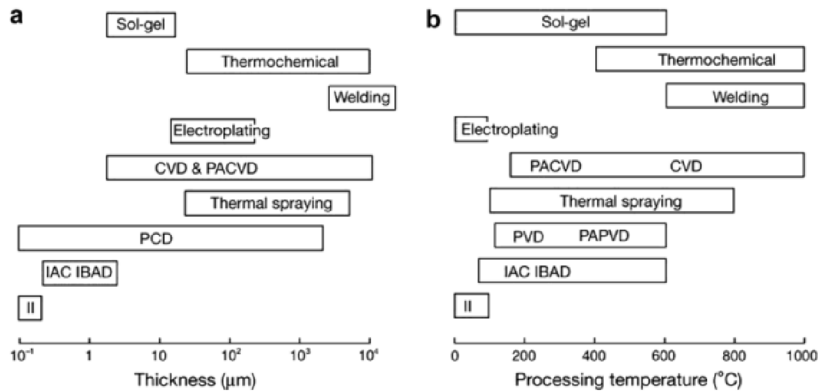 a
Sol-gel
Thermochemical
Welding
Electroplating
CVD & PACVD
Thermal spraying
PCD
IAC IBAD
II
10⁻¹ 1 10 10² 10³ 10⁴
Thickness (μm)
b
Sol-gel
Thermochemical
Welding
Electroplating
PACVD CVD
Thermal spraying
PVD PAPVD
IAC IBAD
II
0 200 400 600 800 1000
Processing temperature (°C)